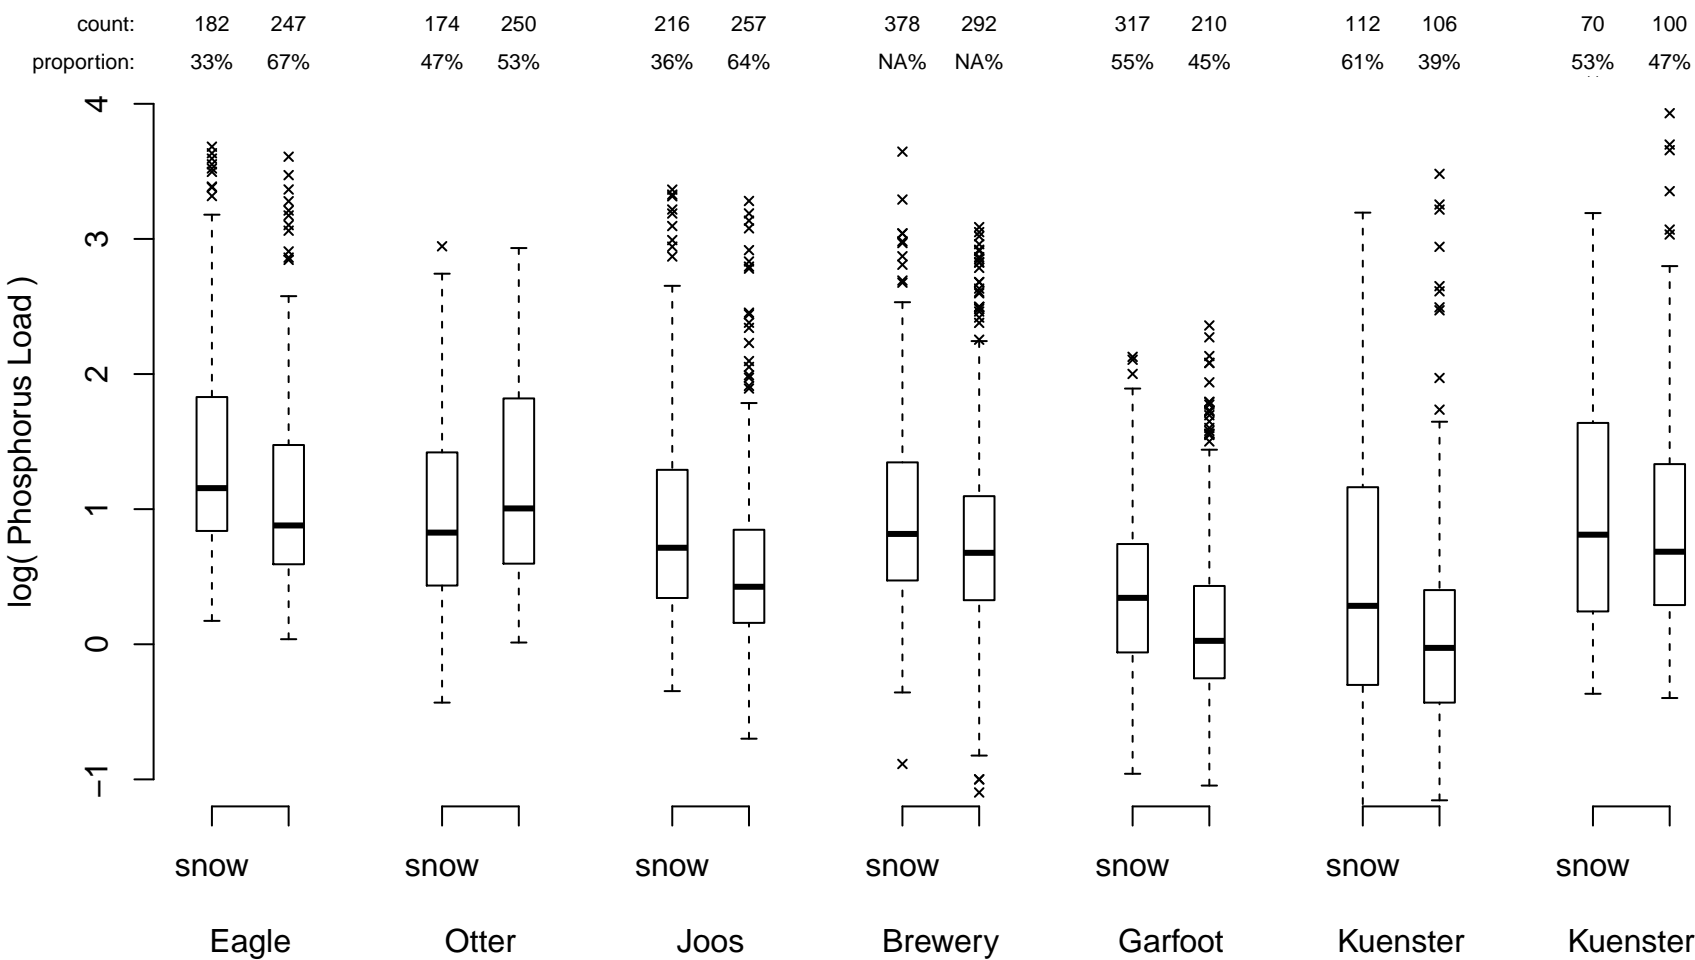 count: 182 247 174 250 216 257 378 292 317 210 112 106 70 100
proportion: 33% 67% 47% 53% 36% 64% NA% NA% 55% 45% 61% 39% 53% 47%
log( Phosphorus Load )
4
3
2
1
0
−1
snow snow snow snow snow snow snow
Eagle Otter Joos Brewery Garfoot Kuenster Kuenster